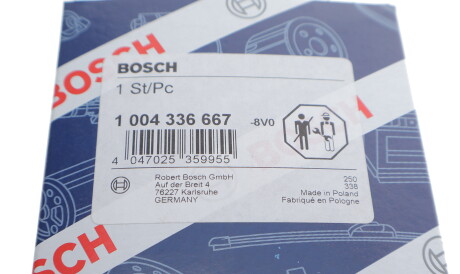 BOSCH
BOSCH
BOSCH
1 St/Pc
1 004 336 667
-8V0
4 047025 359955
Robert Bosch GmbH
Auf der Breit 4
76227 Karlsruhe
GERMANY
250
338
Made in Poland
Fabriqué en Pologne
BOSCH